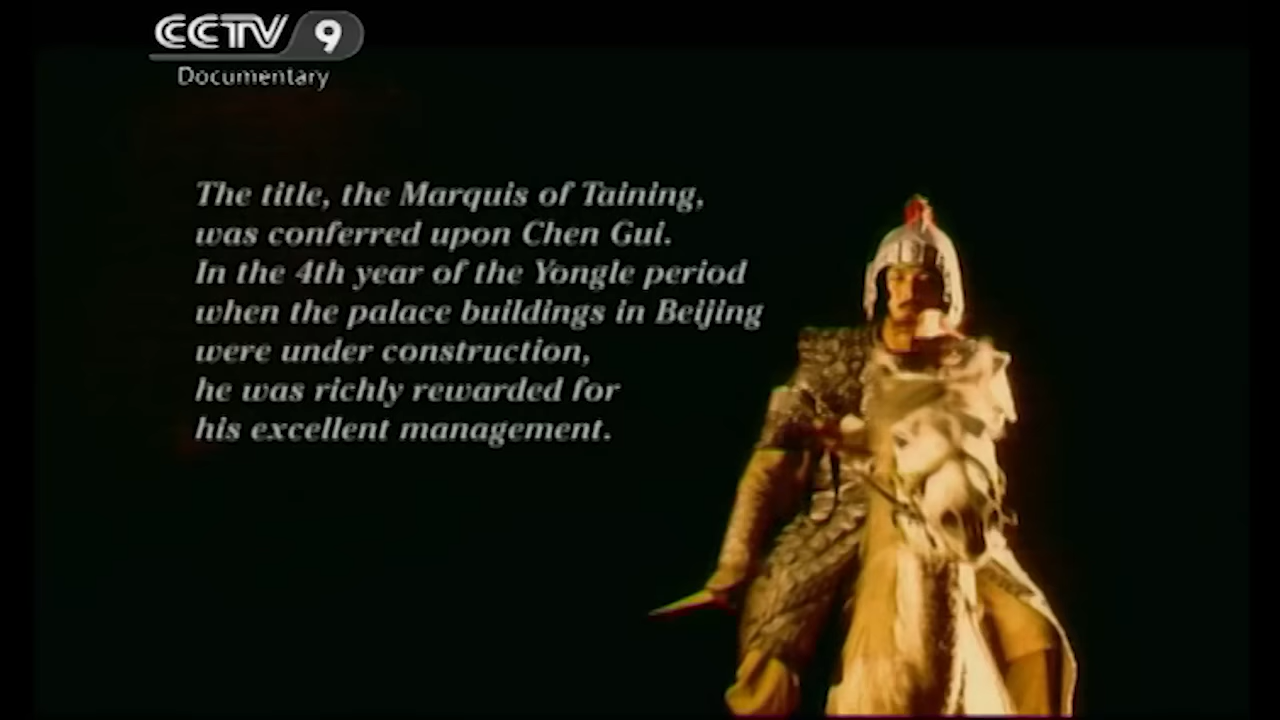 CCTV 9
Documentary
The title, the Marquis of Taining,
was conferred upon Chen Gui.
In the 4th year of the Yongle period
when the palace buildings in Beijing
were under construction,
he was richly rewarded for
his excellent management.